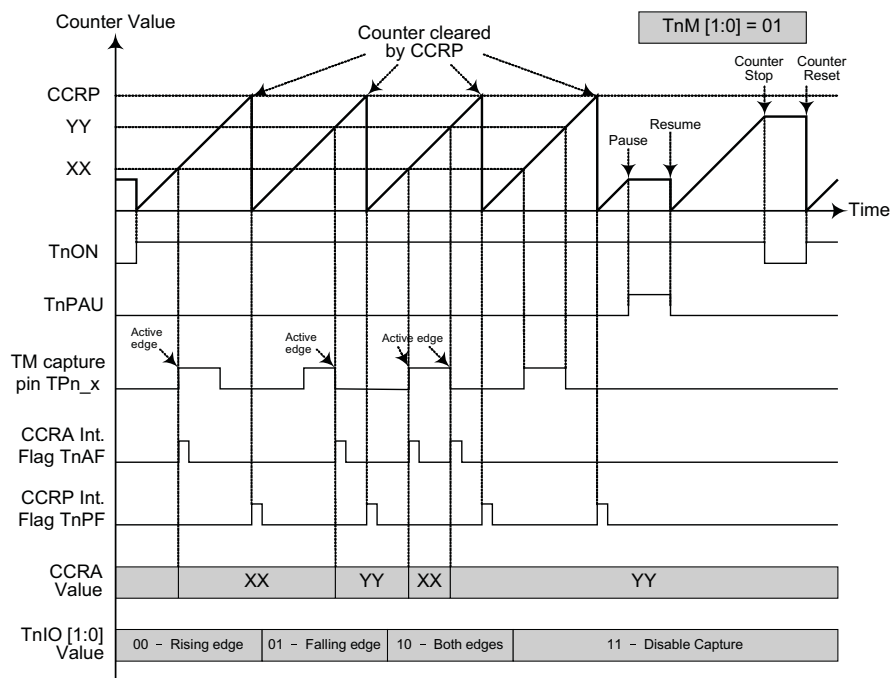 Counter Value
TnM [1:0] = 01
Counter cleared
by CCRP
Counter
Stop
Counter
Reset
CCRP
YY
XX
Pause
Resume
Time
TnON
TnPAU
Active
edge
Active
edge
Active edge
TM capture
pin TPn_x
CCRA Int.
Flag TnAF
CCRP Int.
Flag TnPF
CCRA
Value
XX
YY
XX
YY
TnIO [1:0]
Value
00 – Rising edge
01 – Falling edge
10 – Both edges
11 – Disable Capture